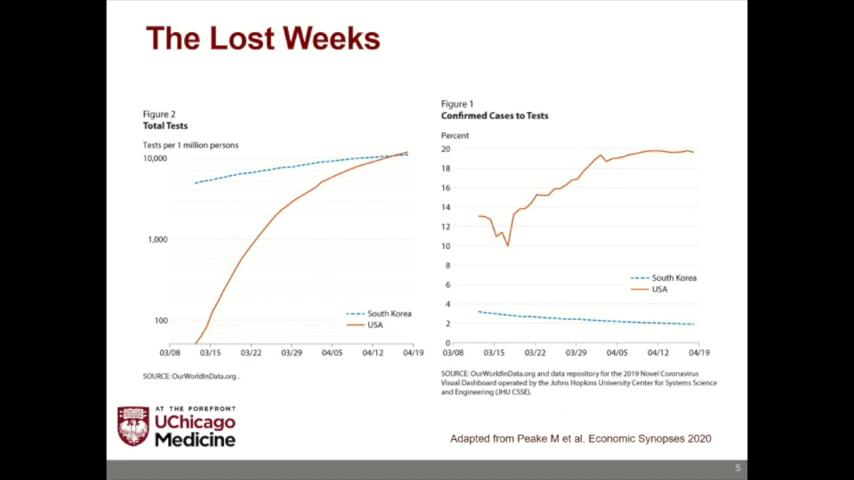 The Lost Weeks
Figure 2
Total Tests
Tests per 1 million persons
10,000
1,000
100
South Korea
USA
03/08
03/15
03/22
03/29
04/05
04/12
04/19
SOURCE: OurWorldInData.org .
Figure 1
Confirmed Cases to Tests
Percent
20
18
16
14
12
10
8
6
4
2
0
South Korea
USA
03/08
03/15
03/22
03/29
04/05
04/12
04/19
SOURCE: OurWorldInData.org and data repository for the 2019 Novel Coronavirus
Visual Dashboard operated by the Johns Hopkins University Center for Systems Science
and Engineering (JHU CSSE).
AT THE FOREFRONT
UChicago
Medicine
Adapted from Peake M et al. Economic Synopses 2020
5